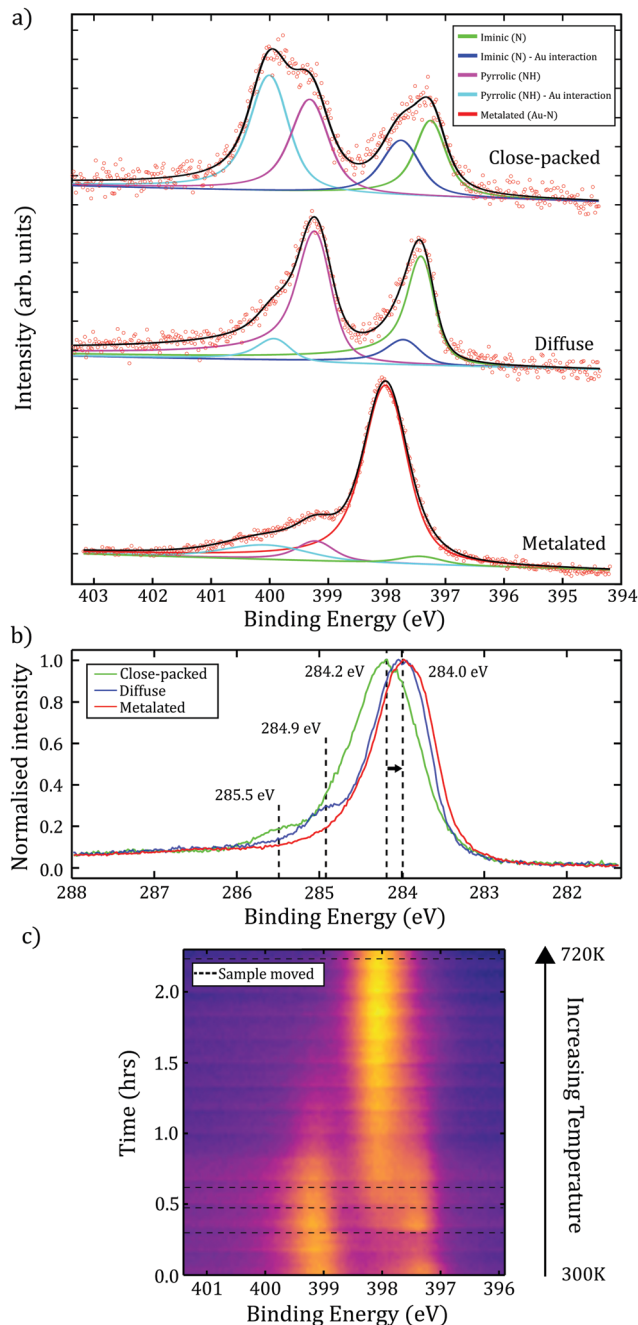 a)
Iminic (N)
Iminic (N) - Au interaction
Pyrrolic (NH)
Pyrrolic (NH) - Au interaction
Metalated (Au-N)
Close-packed
Diffuse
Metalated
Intensity (arb. units)
403 402 401 400 399 398 397 396 395 394
Binding Energy (eV)
b)
Close-packed
Diffuse
Metalated
284.2 eV
284.0 eV
284.9 eV
285.5 eV
Normalised intensity
1.0
0.8
0.6
0.4
0.2
0.0
288 287 286 285 284 283 282
Binding Energy (eV)
c)
Sample moved
720K
Increasing Temperature
300K
Time (hrs)
2.0
1.5
1.0
0.5
0.0
401 400 399 398 397 396
Binding Energy (eV)